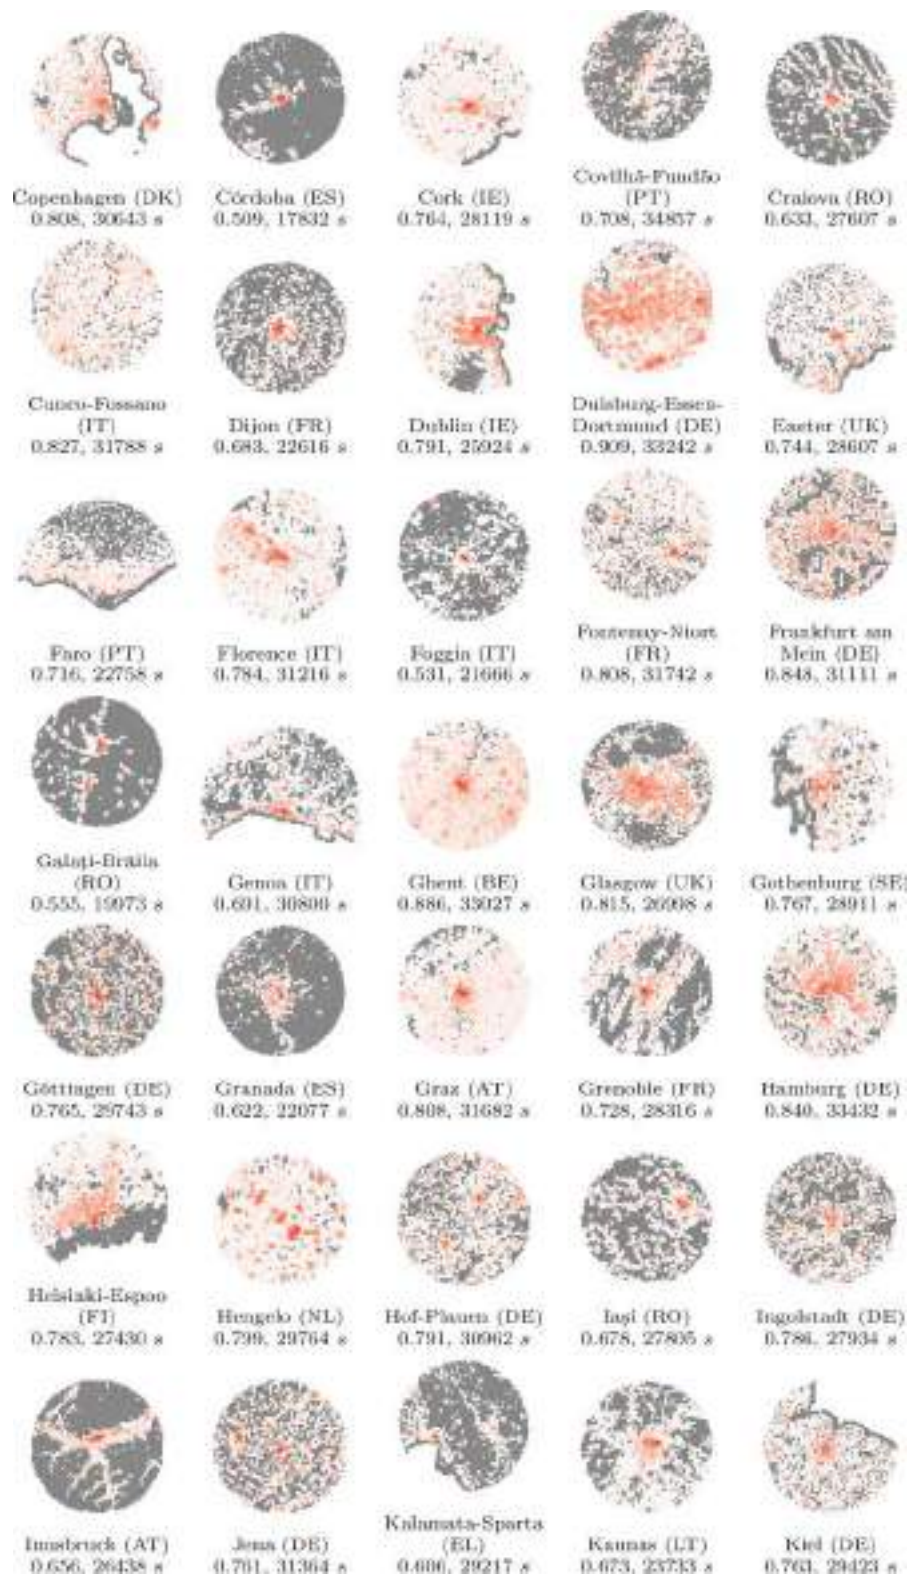 Copenhagen (DK)
0.808, 30643 s
Córdoba (ES)
0.509, 17832 s
Cork (IE)
0.764, 28119 s
Covilhã-Fundão
(PT)
0.708, 34857 s
Craiova (RO)
0.633, 27607 s
Cuneo-Fossano
(IT)
0.827, 31788 s
Dijon (FR)
0.683, 22616 s
Dublin (IE)
0.791, 25924 s
Duisburg-Essen-
Dortmund (DE)
0.909, 33242 s
Exeter (UK)
0.744, 28607 s
Faro (PT)
0.716, 22758 s
Florence (IT)
0.784, 31216 s
Foggia (IT)
0.531, 21666 s
Fontenay-Niort
(FR)
0.808, 31742 s
Frankfurt am
Mein (DE)
0.848, 31111 s
Galați-Brăila
(RO)
0.555, 19973 s
Genoa (IT)
0.691, 30800 s
Ghent (BE)
0.886, 33027 s
Glasgow (UK)
0.815, 26998 s
Gothenburg (SE)
0.767, 28911 s
Göttingen (DE)
0.765, 29743 s
Granada (ES)
0.622, 22077 s
Graz (AT)
0.808, 31682 s
Grenoble (FR)
0.728, 28316 s
Hamburg (DE)
0.840, 33432 s
Helsinki-Espoo
(FI)
0.783, 27430 s
Hengelo (NL)
0.799, 29764 s
Hof-Plauen (DE)
0.791, 30962 s
Iași (RO)
0.678, 27805 s
Ingolstadt (DE)
0.786, 27934 s
Innsbruck (AT)
0.656, 26438 s
Jena (DE)
0.761, 31364 s
Kalamata-Sparta
(EL)
0.606, 29217 s
Kaunas (LT)
0.673, 23733 s
Kiel (DE)
0.763, 29423 s